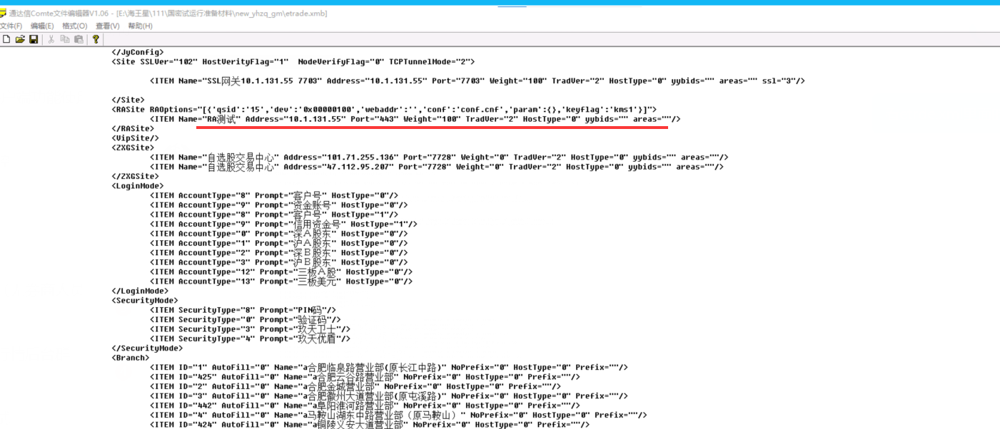 通达信Comte文件编辑器V1.06 - [E:\海王星\111\国密试运行准备材料\new_yhzq_gm\etrade.xmb]
文件(F) 编辑(E) 格式(O) 查看(V) 帮助(H)
</JyConfig>
<Site SSLVer="102" HostVerityFlag="1" NodeVerifyFlag="0" TCPTunnelMode="2">
<ITEM Name="SSL网关10.1.131.55 7703" Address="10.1.131.55" Port="7703" Weight="100" TradVer="2" HostType="0" yybids="" areas="" ssl="3"/>
</Site>
<RASite RAOptions="[{'qsid':'15','dev':'0x00000100','webaddr':'','conf':'conf.cnf','param':{},'keyflag':'kms1'}]">
<ITEM Name="RA测试" Address="10.1.131.55" Port="443" Weight="100" TradVer="2" HostType="0" yybids="" areas=""/>
</RASite>
<VipSite/>
<ZXGSite>
<ITEM Name="自选股交易中心" Address="101.71.255.136" Port="7728" Weight="0" TradVer="2" HostType="0" yybids="" areas=""/>
<ITEM Name="自选股交易中心" Address="47.112.95.207" Port="7728" Weight="0" TradVer="2" HostType="0" yybids="" areas=""/>
</ZXGSite>
<LoginMode>
<ITEM AccountType="8" Prompt="客户号" HostType="0"/>
<ITEM AccountType="9" Prompt="资金账号" HostType="0"/>
<ITEM AccountType="8" Prompt="客户号" HostType="1"/>
<ITEM AccountType="9" Prompt="信用资金号" HostType="1"/>
<ITEM AccountType="0" Prompt="深Ａ股东" HostType="0"/>
<ITEM AccountType="1" Prompt="沪Ａ股东" HostType="0"/>
<ITEM AccountType="2" Prompt="深Ｂ股东" HostType="0"/>
<ITEM AccountType="3" Prompt="沪Ｂ股东" HostType="0"/>
<ITEM AccountType="12" Prompt="三板Ａ股" HostType="0"/>
<ITEM AccountType="13" Prompt="三板美元" HostType="0"/>
</LoginMode>
<SecurityMode>
<ITEM SecurityType="8" Prompt="PIN码"/>
<ITEM SecurityType="0" Prompt="验证码"/>
<ITEM SecurityType="3" Prompt="玖天卫士"/>
<ITEM SecurityType="4" Prompt="玖天优盾"/>
</SecurityMode>
<Branch>
<ITEM ID="1" AutoFill="0" Name="a合肥临泉路营业部(原长江中路)" NoPrefix="0" HostType="0" Prefix=""/>
<ITEM ID="425" AutoFill="0" Name="a合肥云谷路营业部" NoPrefix="0" HostType="0" Prefix=""/>
<ITEM ID="2" AutoFill="0" Name="a合肥金城营业部" NoPrefix="0" HostType="0" Prefix=""/>
<ITEM ID="3" AutoFill="0" Name="a合肥徽州大道营业部(原屯溪路)" NoPrefix="0" HostType="0" Prefix=""/>
<ITEM ID="442" AutoFill="0" Name="a阜阳淮河路营业部" NoPrefix="0" HostType="0" Prefix=""/>
<ITEM ID="4" AutoFill="0" Name="a马鞍山湖东中路营业部（原马鞍山）" NoPrefix="0" HostType="0" Prefix=""/>
<ITEM ID="424" AutoFill="0" Name="a铜陵义安大道营业部" NoPrefix="0" HostType="0" Prefix=""/>